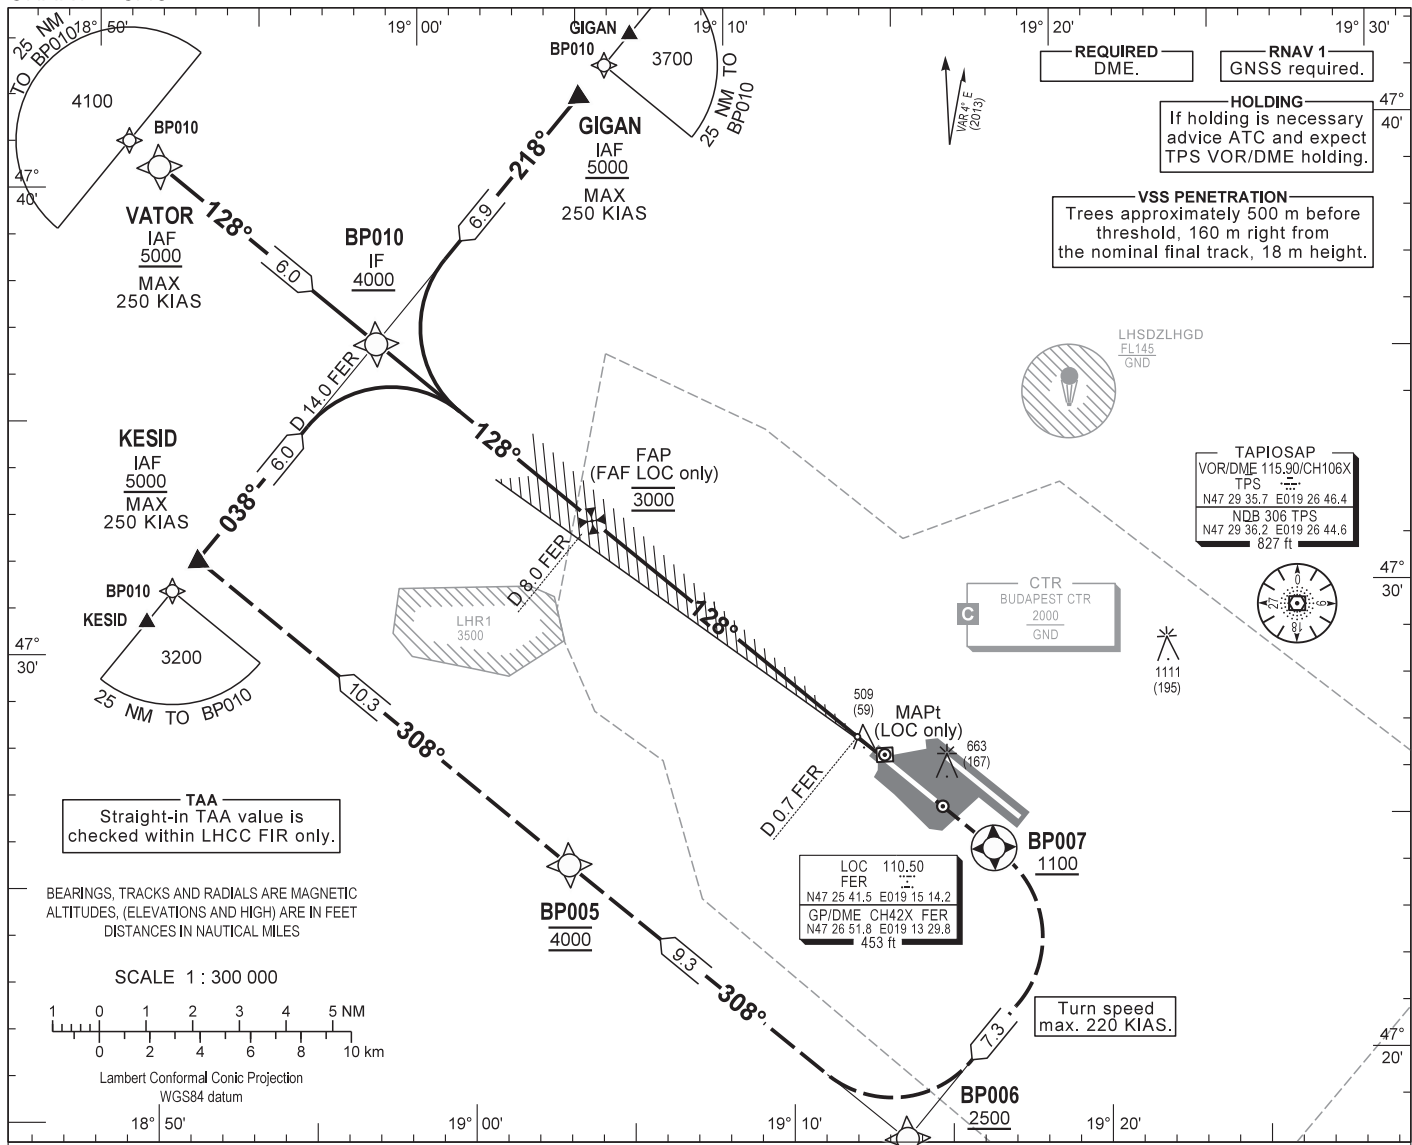 18° 50'
19° 00'
19° 10'
19° 20'
19° 30'
25 NM TO BP010
4100
BP010
GIGAN
BP010
3700
25 NM TO BP010
GIGAN
IAF
5000
MAX
250 KIAS
218°
6.9
VAR 4° E
(2013)
REQUIRED
DME.
RNAV 1
GNSS required.
HOLDING
If holding is necessary
advice ATC and expect
TPS VOR/DME holding.
VSS PENETRATION
Trees approximately 500 m before
threshold, 160 m right from
the nominal final track, 18 m height.
47°
40'
47°
40'
VATOR
IAF
5000
MAX
250 KIAS
128°
6.0
BP010
IF
4000
D 14.0 FER
LHSDZLHGD
FL145
GND
KESID
IAF
5000
MAX
250 KIAS
038°
6.0
128°
FAP
(FAF LOC only)
3000
D 8.0 FER
TAPIOSAP
VOR/DME 115.90/CH106X
TPS
N47 29 35.7 E019 26 46.4
NDB 306 TPS
N47 29 36.2 E019 26 44.6
827 ft
0
9
18
27
47°
30'
BP010
KESID
3200
25 NM TO BP010
LHR1
3500
128°
CTR
BUDAPEST CTR
2000
GND
C
1111
(195)
47°
30'
10.3
308°
509
(59)
MAPt
(LOC only)
663
(167)
D 0.7 FER
BP007
1100
TAA
Straight-in TAA value is
checked within LHCC FIR only.
LOC 110.50
FER
N47 25 41.5 E019 15 14.2
GP/DME CH42X FER
N47 26 51.8 E019 13 29.8
453 ft
BEARINGS, TRACKS AND RADIALS ARE MAGNETIC
ALTITUDES, (ELEVATIONS AND HIGH) ARE IN FEET
DISTANCES IN NAUTICAL MILES
BP005
4000
9.3
308°
SCALE 1 : 300 000
1 0 1 2 3 4 5 NM
0 2 4 6 8 10 km
Lambert Conformal Conic Projection
WGS84 datum
Turn speed
max. 220 KIAS.
7.3
47°
20'
BP006
2500
18° 50'
19° 00'
19° 10'
19° 20'